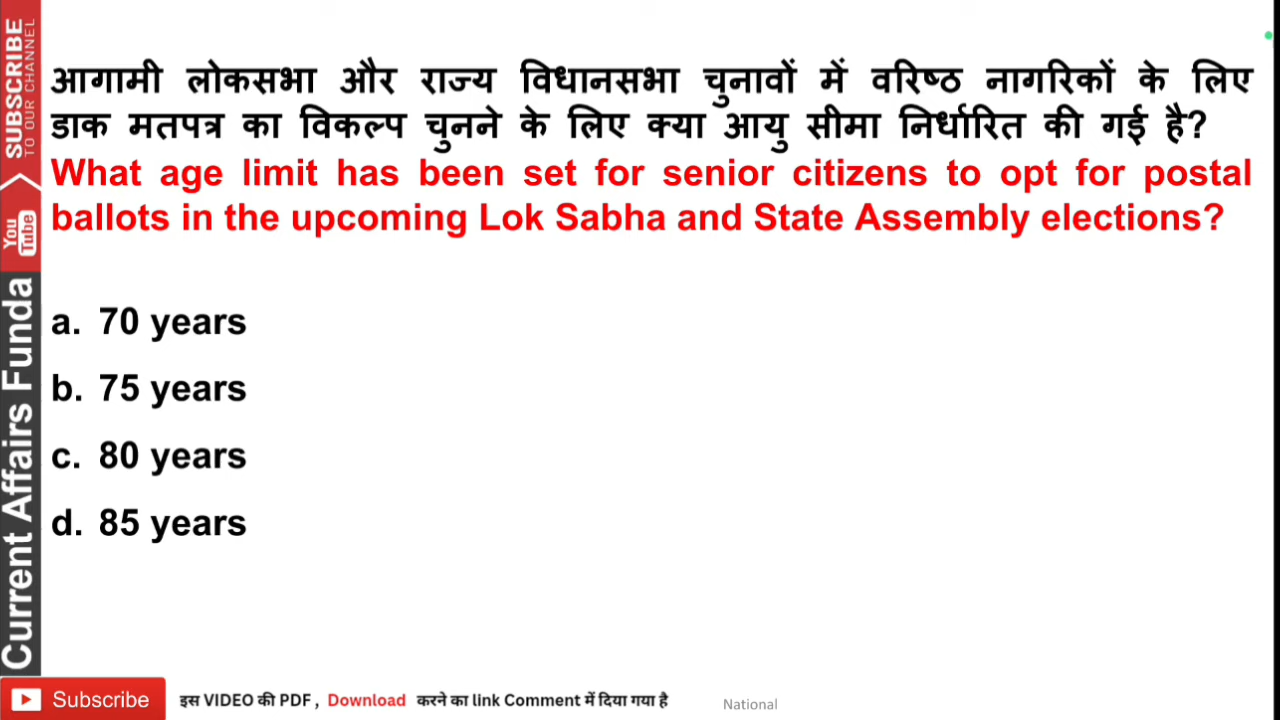 आगामी लोकसभा और राज्य विधानसभा चुनावों में वरिष्ठ नागरिकों के लिए
डाक मतपत्र का विकल्प चुनने के लिए क्या आयु सीमा निर्धारित की गई है?
What age limit has been set for senior citizens to opt for postal
ballots in the upcoming Lok Sabha and State Assembly elections?
a. 70 years
b. 75 years
c. 80 years
d. 85 years
SUBSCRIBE
TO OUR CHANNEL
You
Tube
Current Affairs Funda
Subscribe
इस VIDEO की PDF , Download करने का link Comment में दिया गया है
National